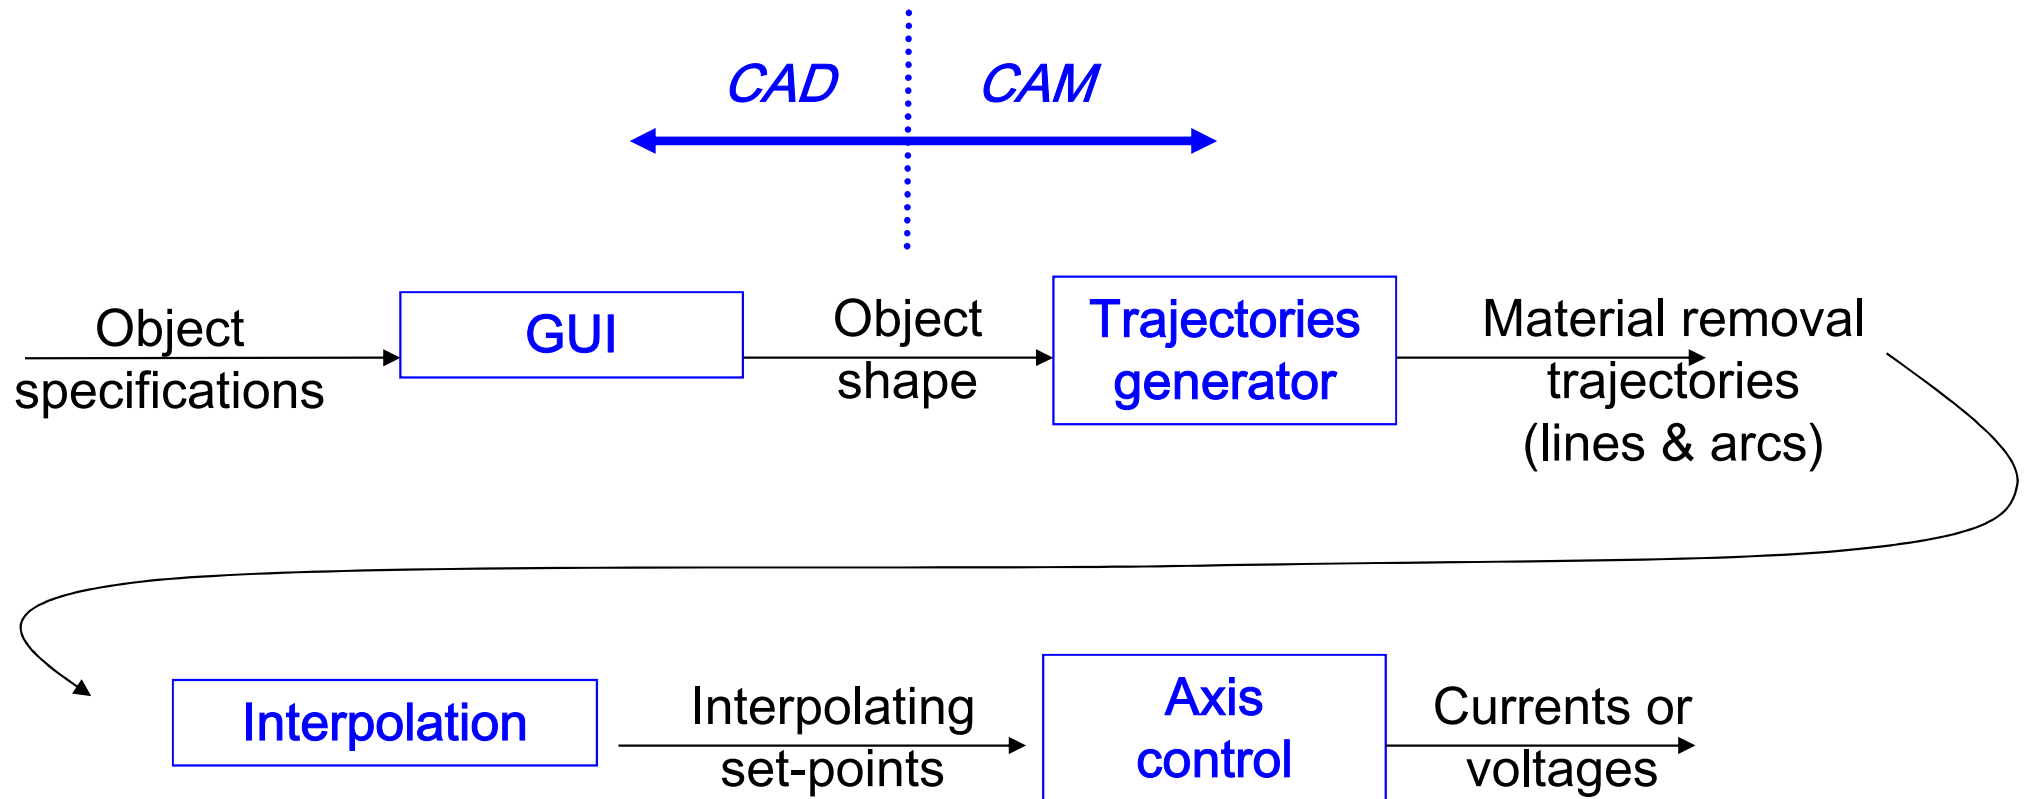 CAD
CAM
Object
specifications
GUI
Object
shape
Trajectories
generator
Material removal
trajectories
(lines & arcs)
Interpolation
Interpolating
set-points
Axis
control
Currents or
voltages